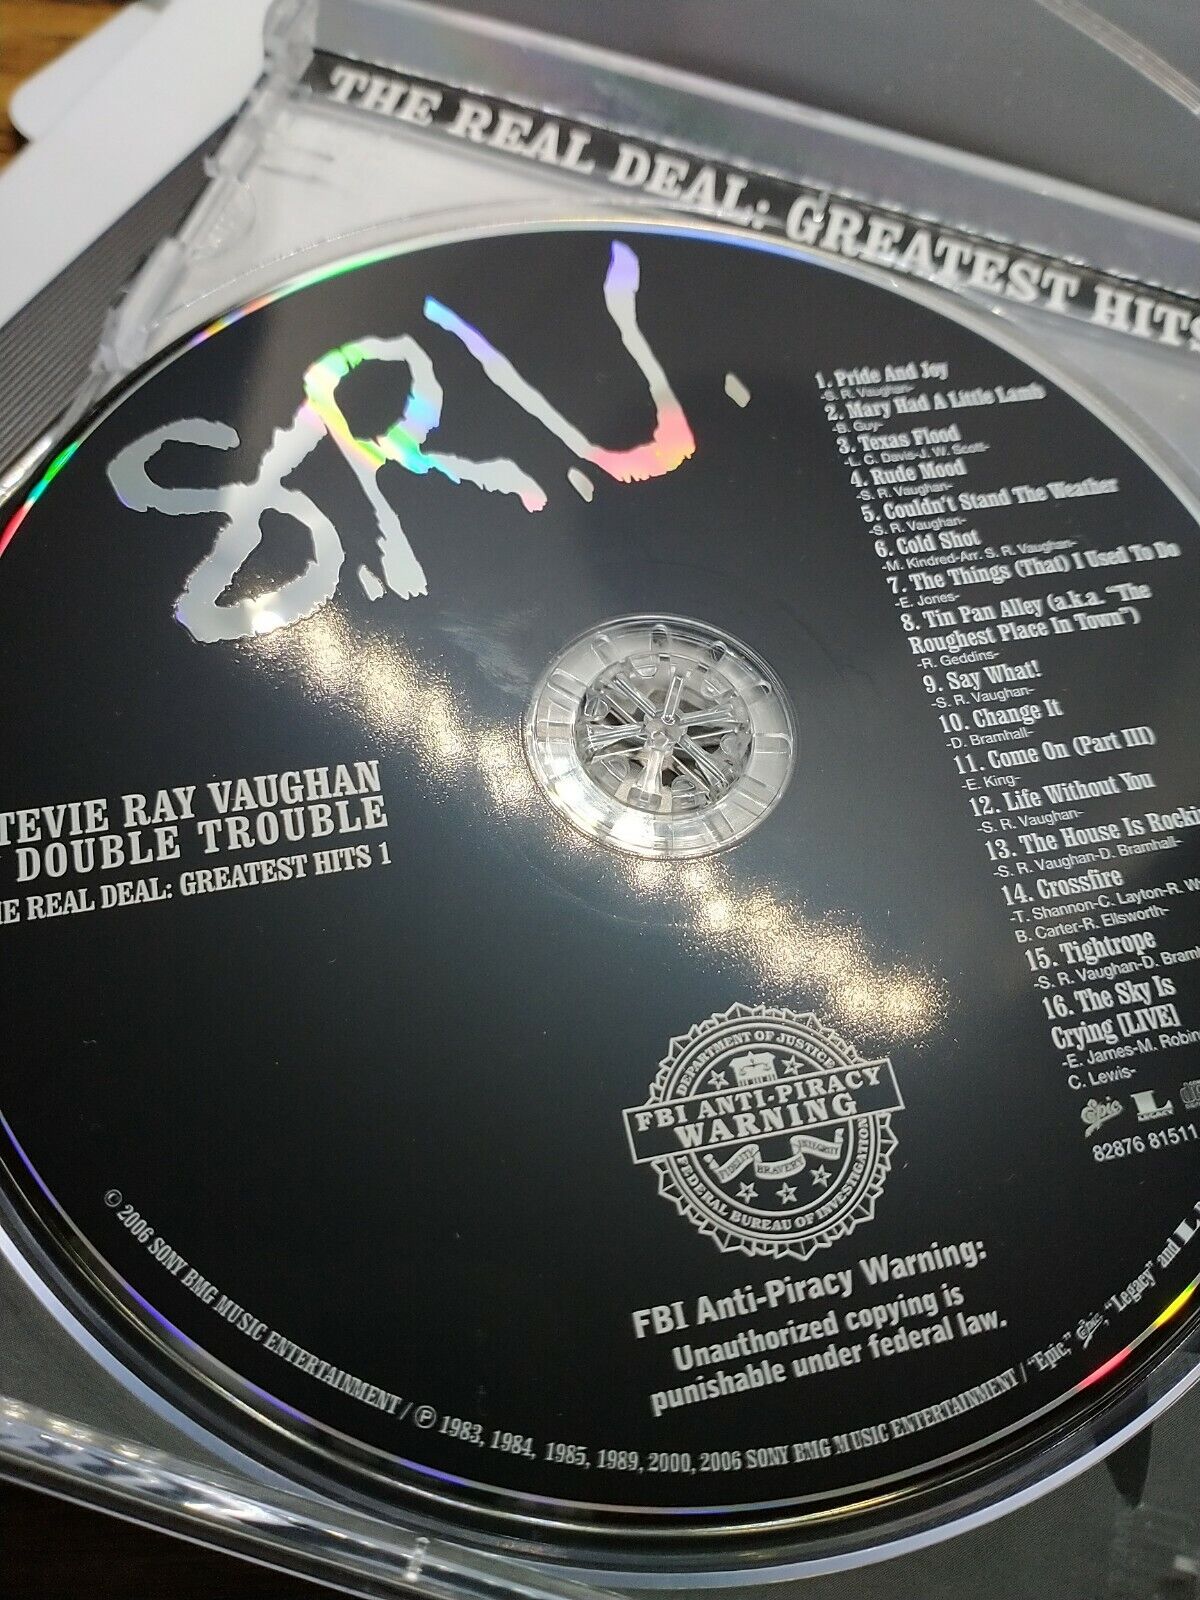 THE REAL DEAL: GREATEST HITS
S.R.V.
1. Pride And Joy
-S. R. Vaughan-
2. Mary Had A Little Lamb
-B. Guy-
3. Texas Flood
-L. C. Davis-J. W. Scott-
4. Rude Mood
-S. R. Vaughan-
5. Couldn't Stand The Weather
-S. R. Vaughan-
6. Cold Shot
-M. Kindred-Arr. S. R. Vaughan-
7. The Things (That) I Used To Do
-E. Jones-
8. Tin Pan Alley (a.k.a. "The
Roughest Place In Town")
-R. Geddins-
9. Say What!
-S. R. Vaughan-
10. Change It
-D. Bramhall-
11. Come On (Part III)
-E. King-
12. Life Without You
-S. R. Vaughan-
13. The House Is Rockin
-S. R. Vaughan-D. Bramhall-
14. Crossfire
-T. Shannon-C. Layton-R. W
B. Carter-R. Ellsworth-
15. Tightrope
-S. R. Vaughan-D. Bramh
16. The Sky Is
Crying [LIVE]
-E. James-M. Robin
C. Lewis-
Epic L LEGACY
82876 81511
TEVIE RAY VAUGHAN
DOUBLE TROUBLE
HE REAL DEAL: GREATEST HITS 1
DEPARTMENT OF JUSTICE
FBI ANTI-PIRACY
WARNING
FIDELITY BRAVERY INTEGRITY
FEDERAL BUREAU OF INVESTIGATION
FBI Anti-Piracy Warning:
Unauthorized copying is
punishable under federal law.
© 2006 SONY BMG MUSIC ENTERTAINMENT / ℗ 1983, 1984, 1985, 1989, 2000, 2006 SONY BMG MUSIC ENTERTAINMENT / "Epic," Epic, "Legacy" and L